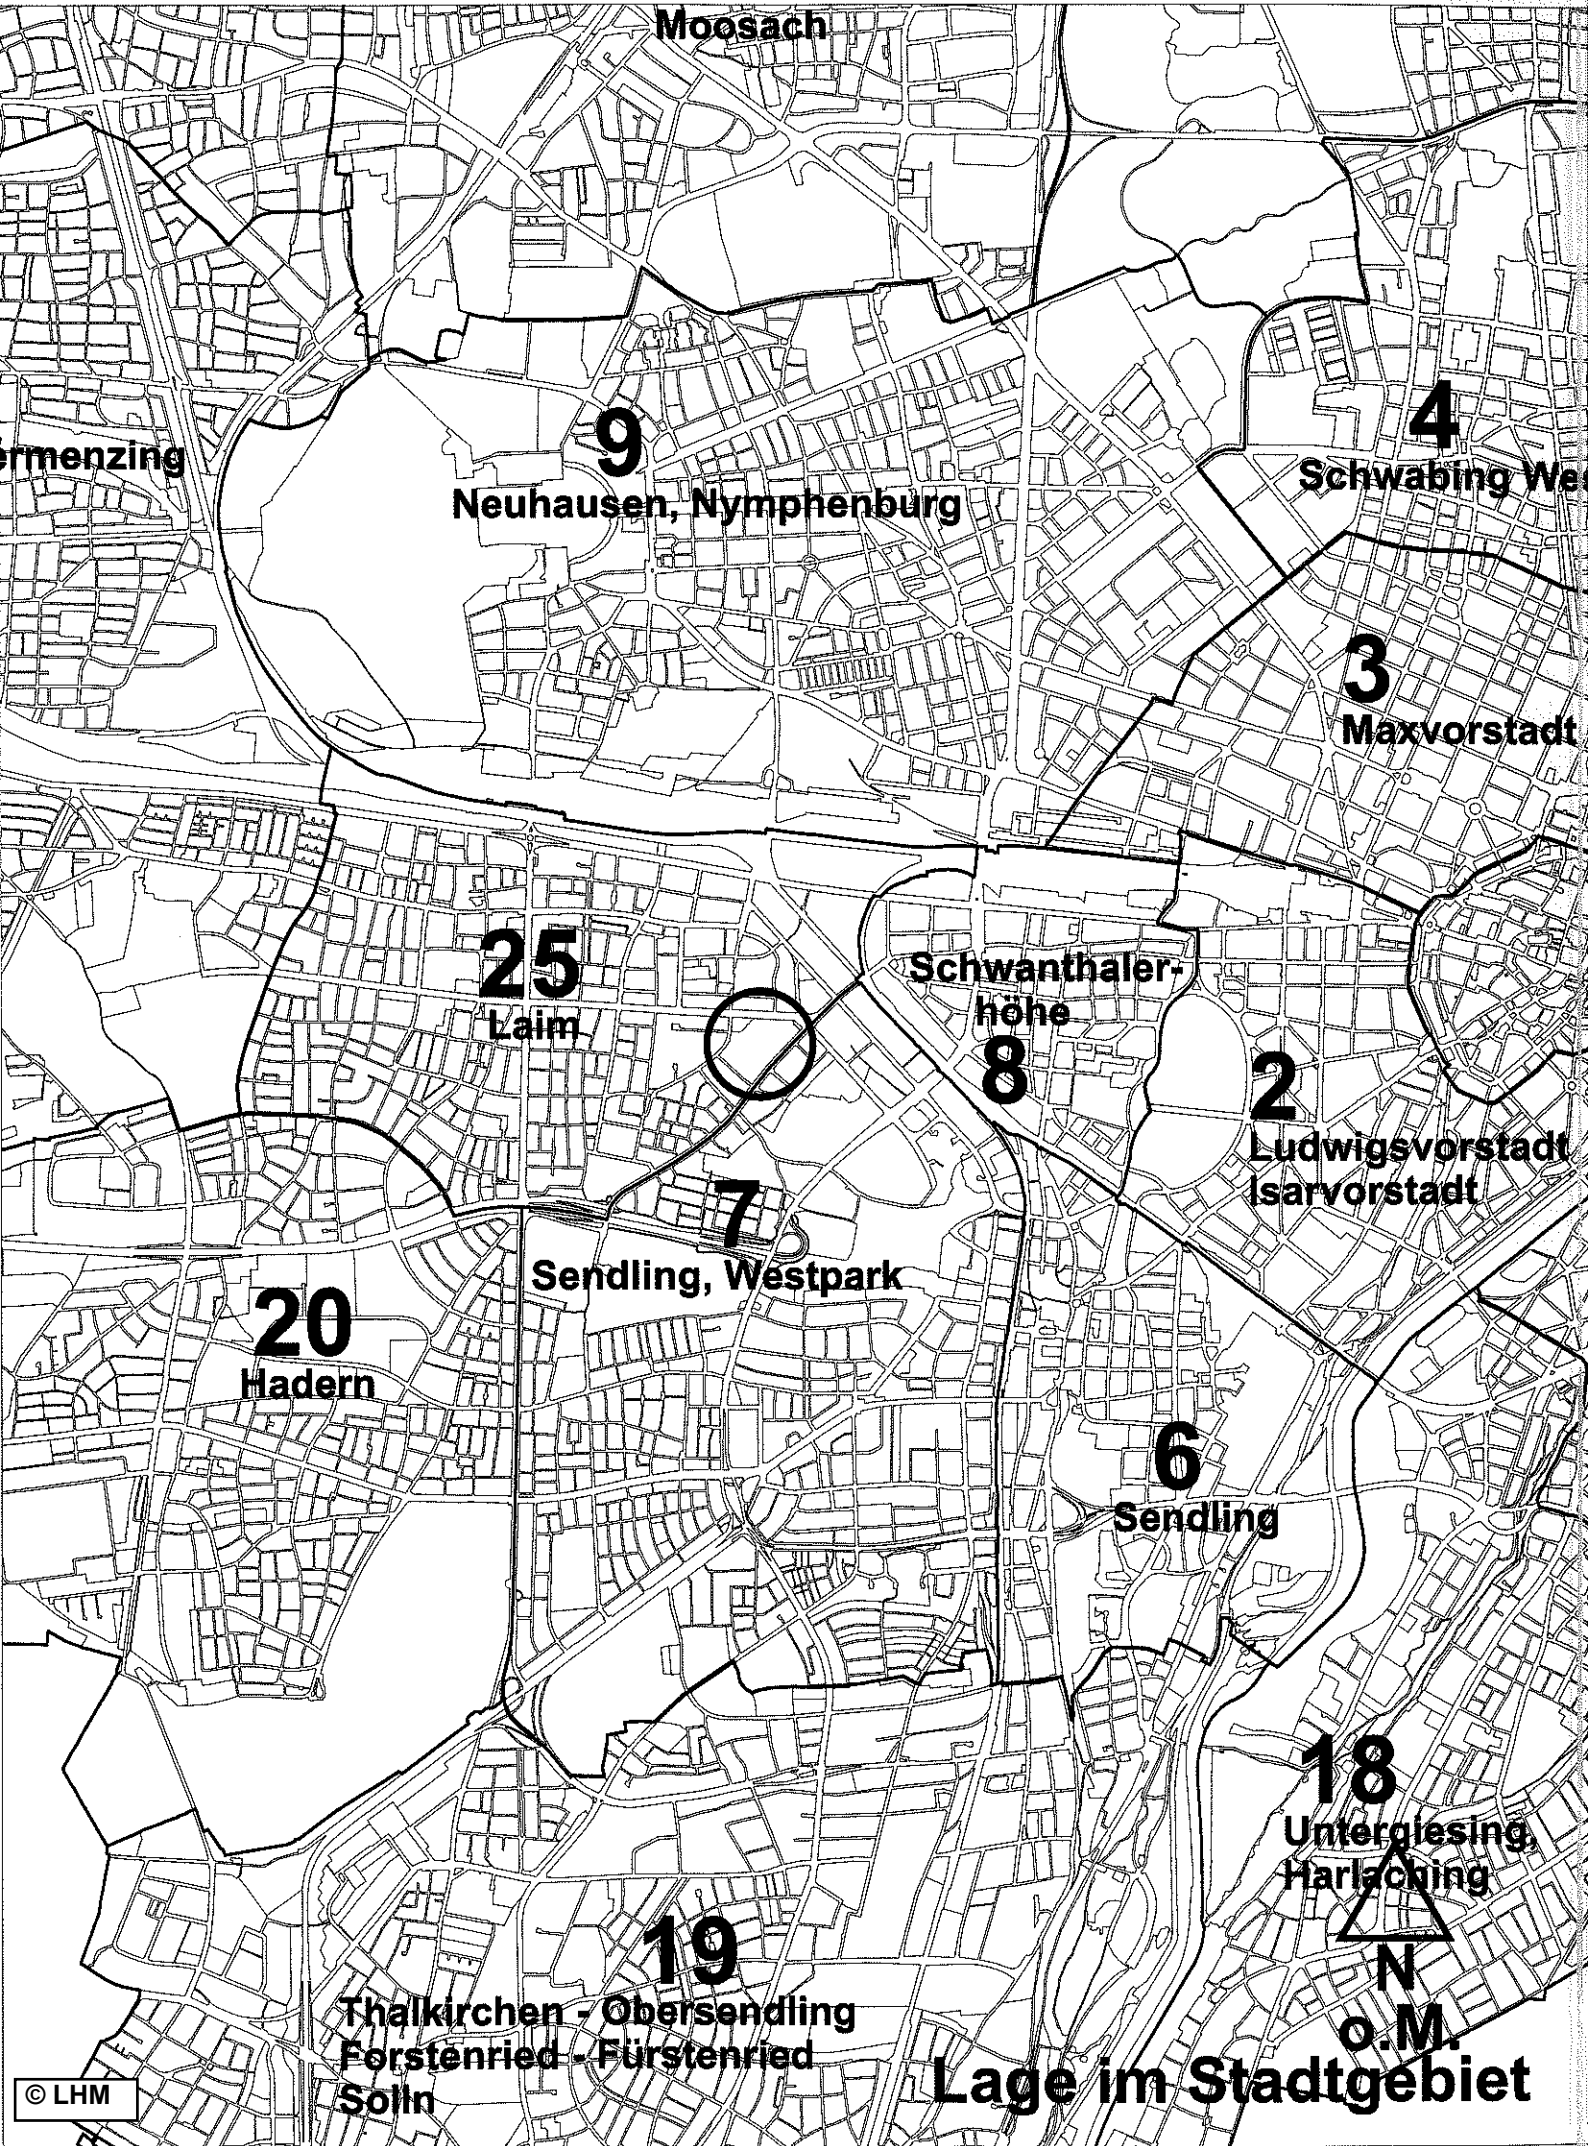 Moosach
9
Neuhausen, Nymphenburg
4
Schwabing Wes
ermenzing
3
Maxvorstadt
25
Laim
Schwanthaler-
höhe
8
2
Ludwigsvorstadt
Isarvorstadt
7
Sendling, Westpark
20
Hadern
6
Sendling
18
Untergiesing,
Harlaching
19
Thalkirchen - Obersendling
Forstenried - Fürstenried
Solln
N
o.M.
Lage im Stadtgebiet
© LHM